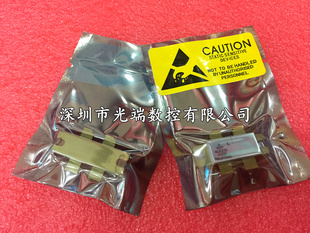 CAUTION
STATIC SENSITIVE
DEVICES
NOT TO BE HANDLED
BY UNAUTHORISED
PERSONNEL
深圳市光端数控有限公司